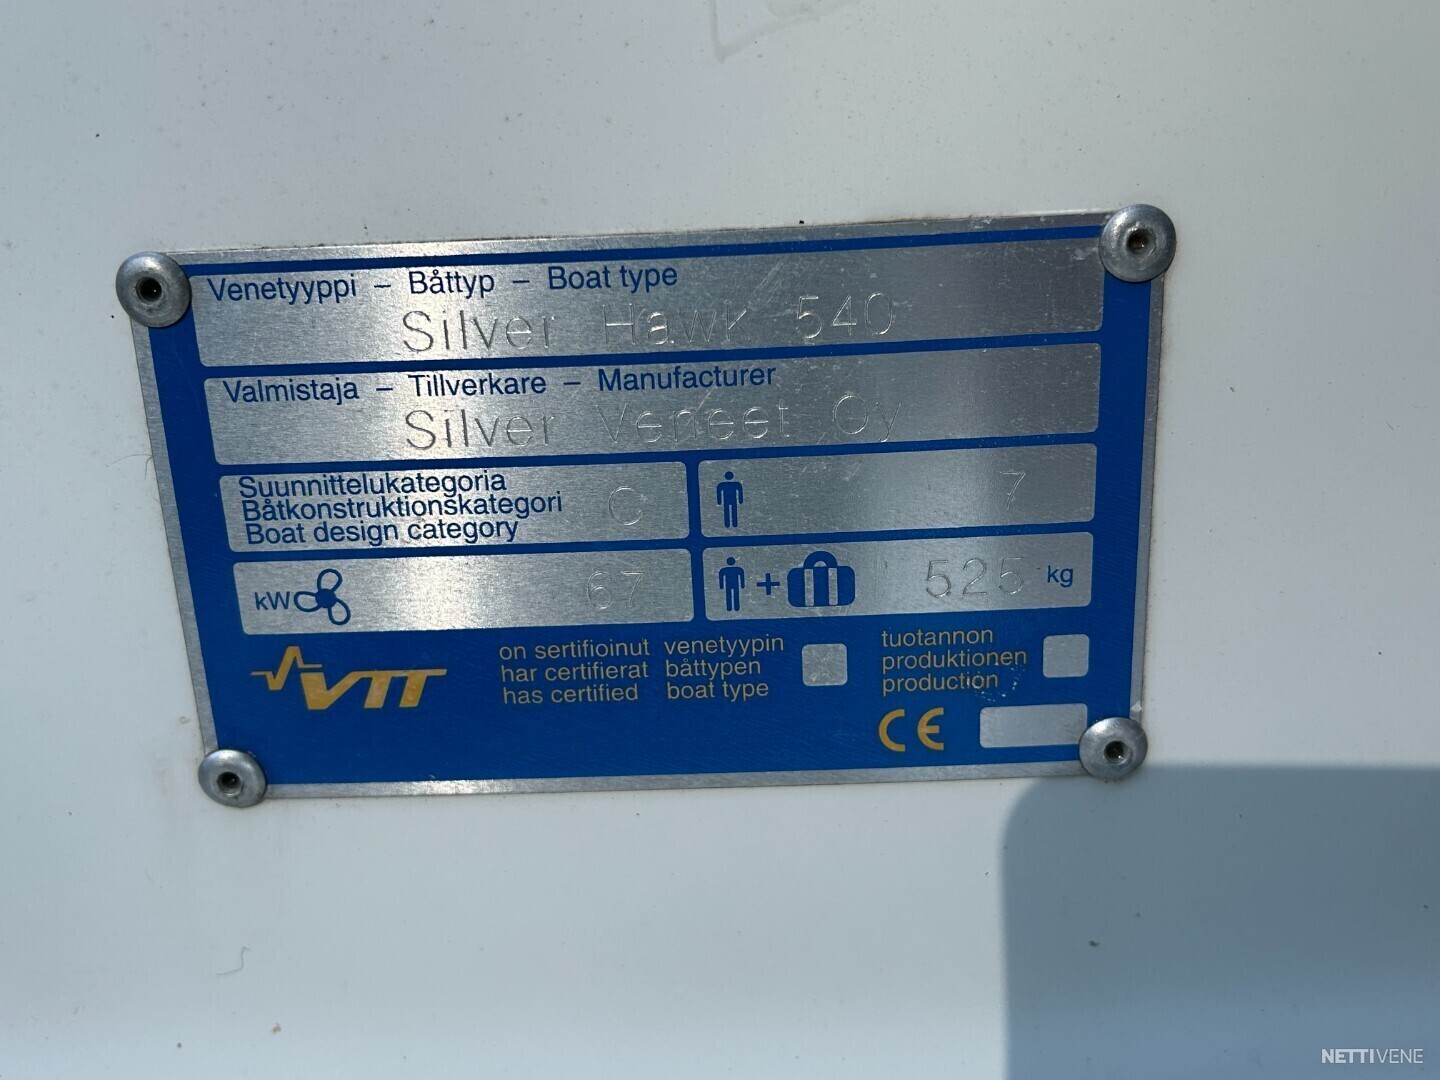 Venetyyppi – Båttyp – Boat type
Silver Hawk 540
Valmistaja – Tillverkare – Manufacturer
Silver Veneet Oy
Suunnittelukategoria
Båtkonstruktionskategori
Boat design category
C
7
kW
67
+
525 kg
VTT
on sertifioinut
har certifierat
has certified
venetyypin
båttypen
boat type
tuotannon
produktionen
production
CE
NETTIVENE